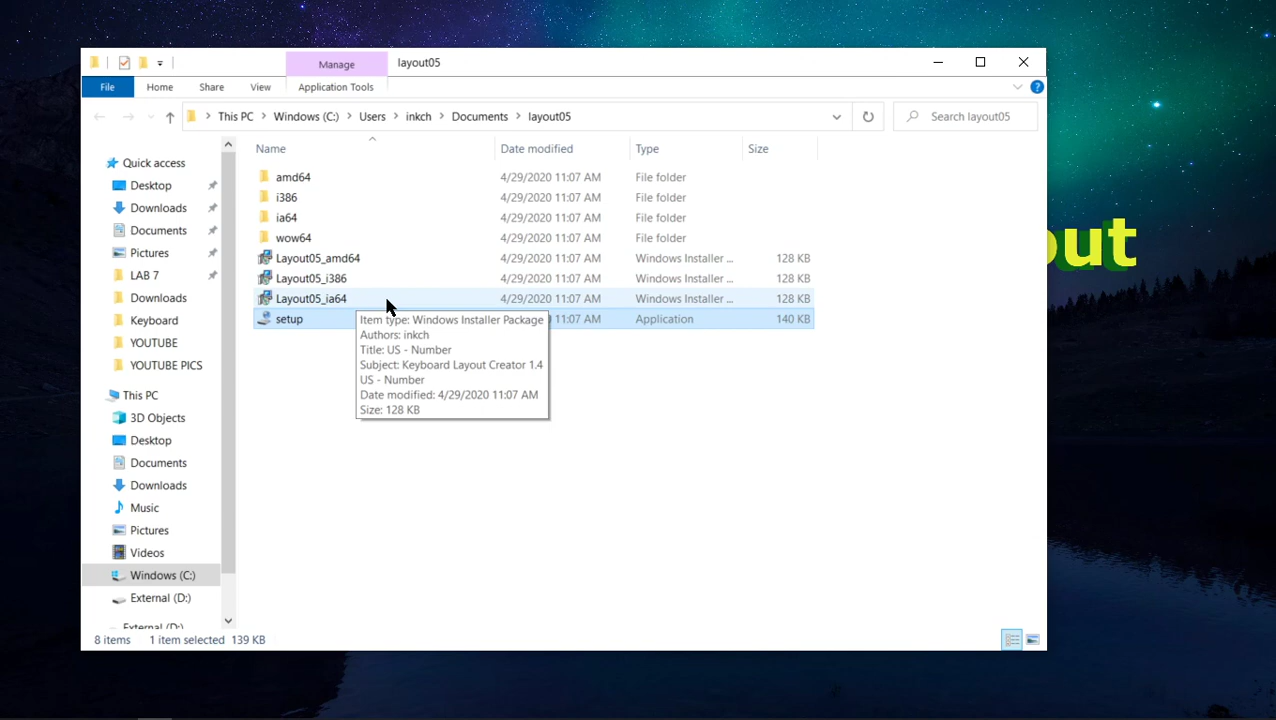 Manage
layout05
File
Home
Share
View
Application Tools
This PC
Windows (C:)
Users
inkch
Documents
layout05
Search layout05
Name
Date modified
Type
Size
Quick access
Desktop
Downloads
Documents
Pictures
LAB 7
Downloads
Keyboard
YOUTUBE
YOUTUBE PICS
This PC
3D Objects
Desktop
Documents
Downloads
Music
Pictures
Videos
Windows (C:)
External (D:)
External (D:)
amd64 4/29/2020 11:07 AM File folder
i386 4/29/2020 11:07 AM File folder
ia64 4/29/2020 11:07 AM File folder
wow64 4/29/2020 11:07 AM File folder
Layout05_amd64 4/29/2020 11:07 AM Windows Installer ... 128 KB
Layout05_i386 4/29/2020 11:07 AM Windows Installer ... 128 KB
Layout05_ia64 4/29/2020 11:07 AM Windows Installer ... 128 KB
setup 11:07 AM Application 140 KB
Item type: Windows Installer Package
Authors: inkch
Title: US - Number
Subject: Keyboard Layout Creator 1.4
US - Number
Date modified: 4/29/2020 11:07 AM
Size: 128 KB
8 items 1 item selected 139 KB
out